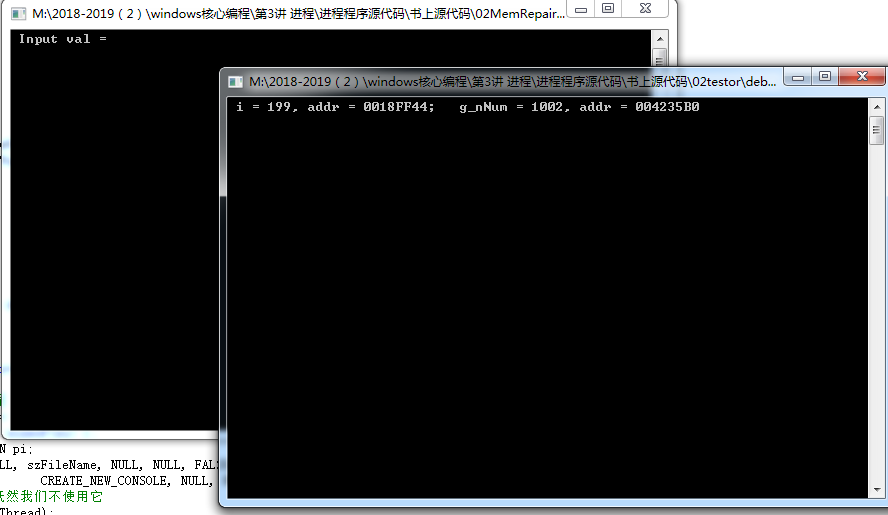 M:\2018-2019（2）\windows核心编程\第3讲 进程\进程程序源代码\书上源代码\02MemRepair...
Input val =
M:\2018-2019（2）\windows核心编程\第3讲 进程\进程程序源代码\书上源代码\02testor\deb...
i = 199, addr = 0018FF44;   g_nNum = 1002, addr = 004235B0
N pi;
LL, szFileName, NULL, NULL, FAL
CREATE_NEW_CONSOLE, NULL,
然我们不使用它
Thread);